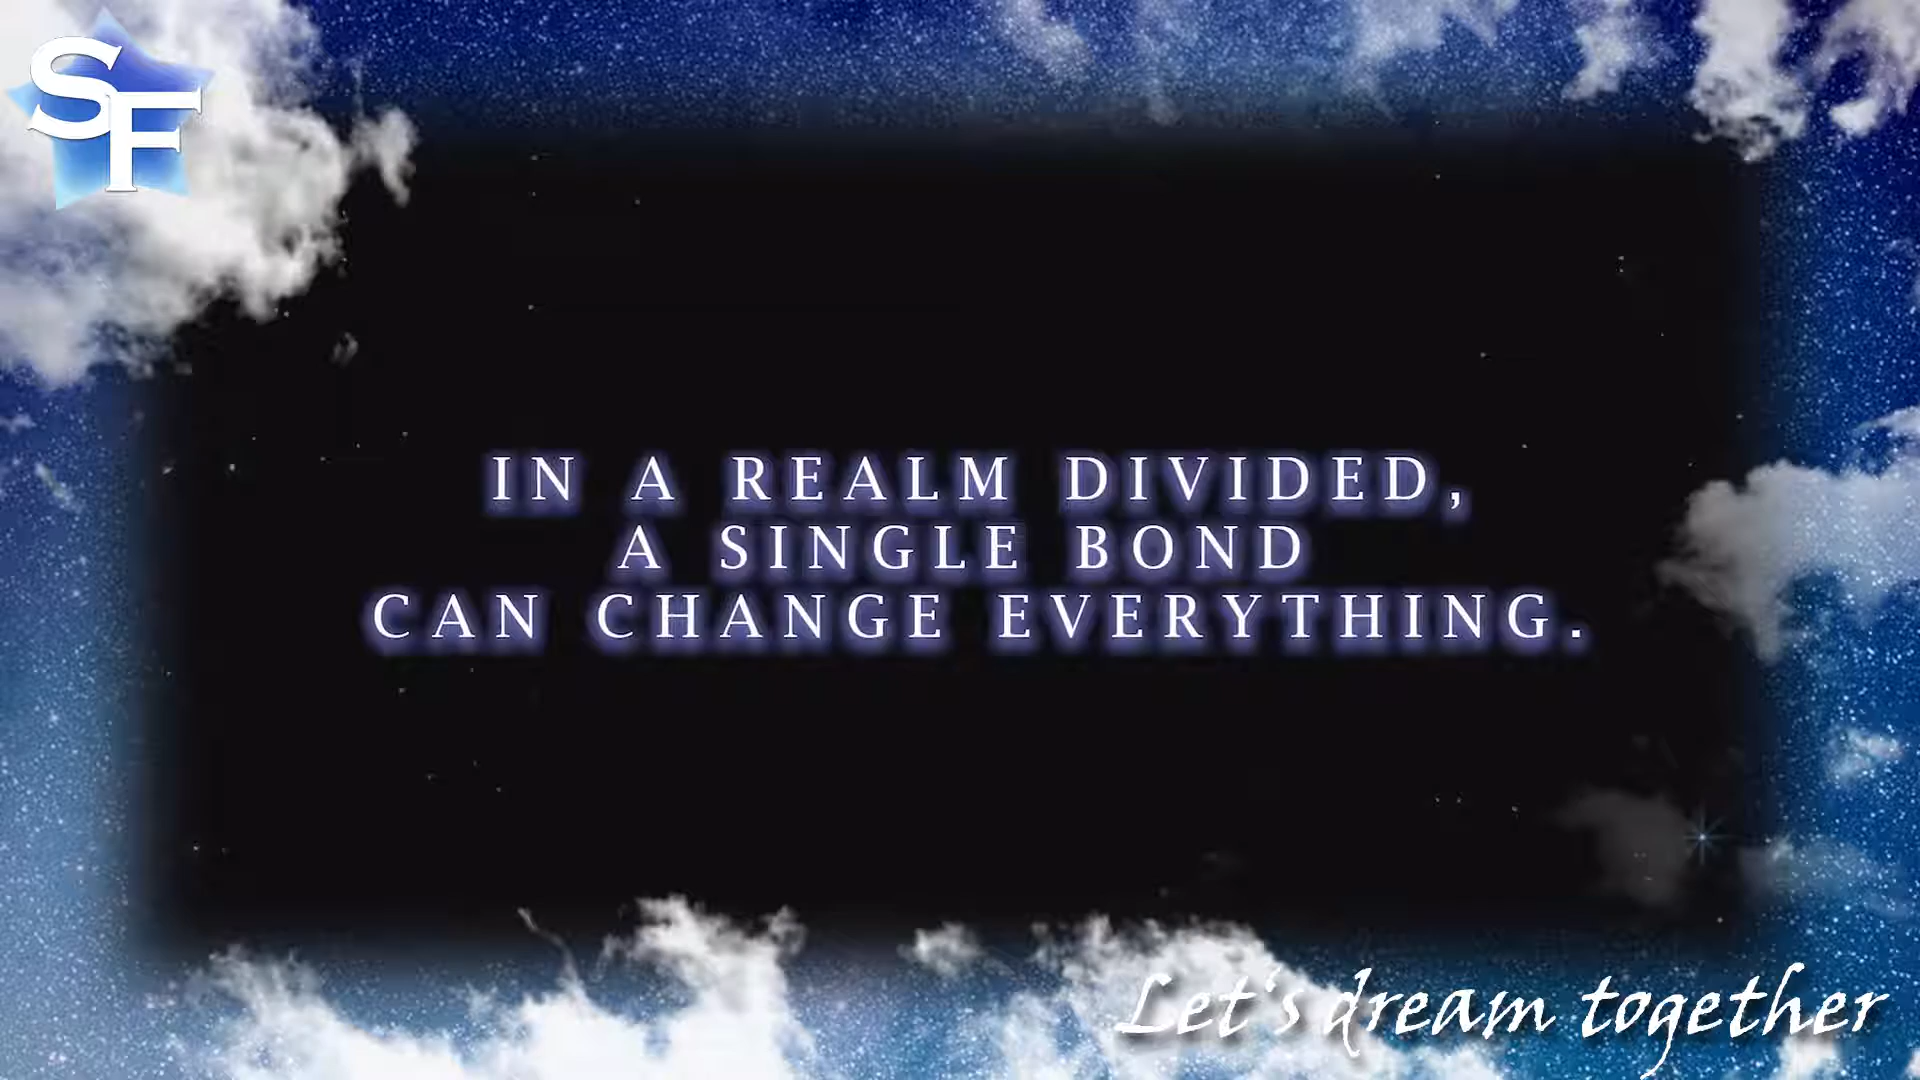 SF
IN A REALM DIVIDED,
A SINGLE BOND
CAN CHANGE EVERYTHING.
Let's dream together